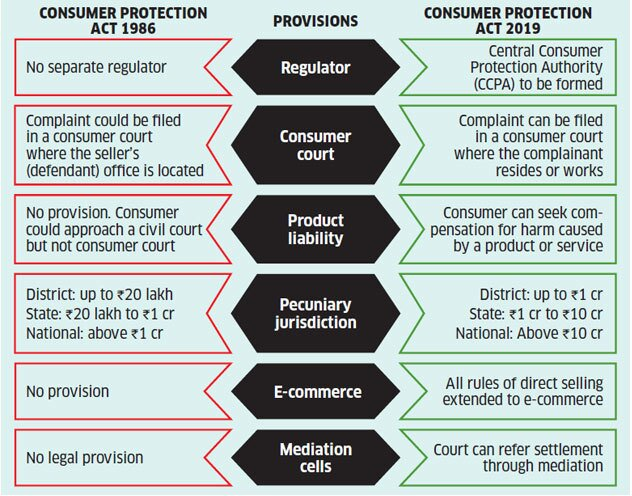 CONSUMER PROTECTION
ACT 1986
PROVISIONS
CONSUMER PROTECTION
ACT 2019
No separate regulator
Regulator
Central Consumer
Protection Authority
(CCPA) to be formed
Complaint could be filed
in a consumer court
where the seller's
(defendant) office is located
Consumer
court
Complaint can be filed
in a consumer court
where the complainant
resides or works
No provision. Consumer
could approach a civil court
but not consumer court
Product
liability
Consumer can seek com-
pensation for harm caused
by a product or service
District: up to ₹20 lakh
State: ₹20 lakh to ₹1 cr
National: above ₹1 cr
Pecuniary
jurisdiction
District: up to ₹1 cr
State: ₹1 cr to ₹10 cr
National: Above ₹10 cr
No provision
E-commerce
All rules of direct selling
extended to e-commerce
No legal provision
Mediation
cells
Court can refer settlement
through mediation